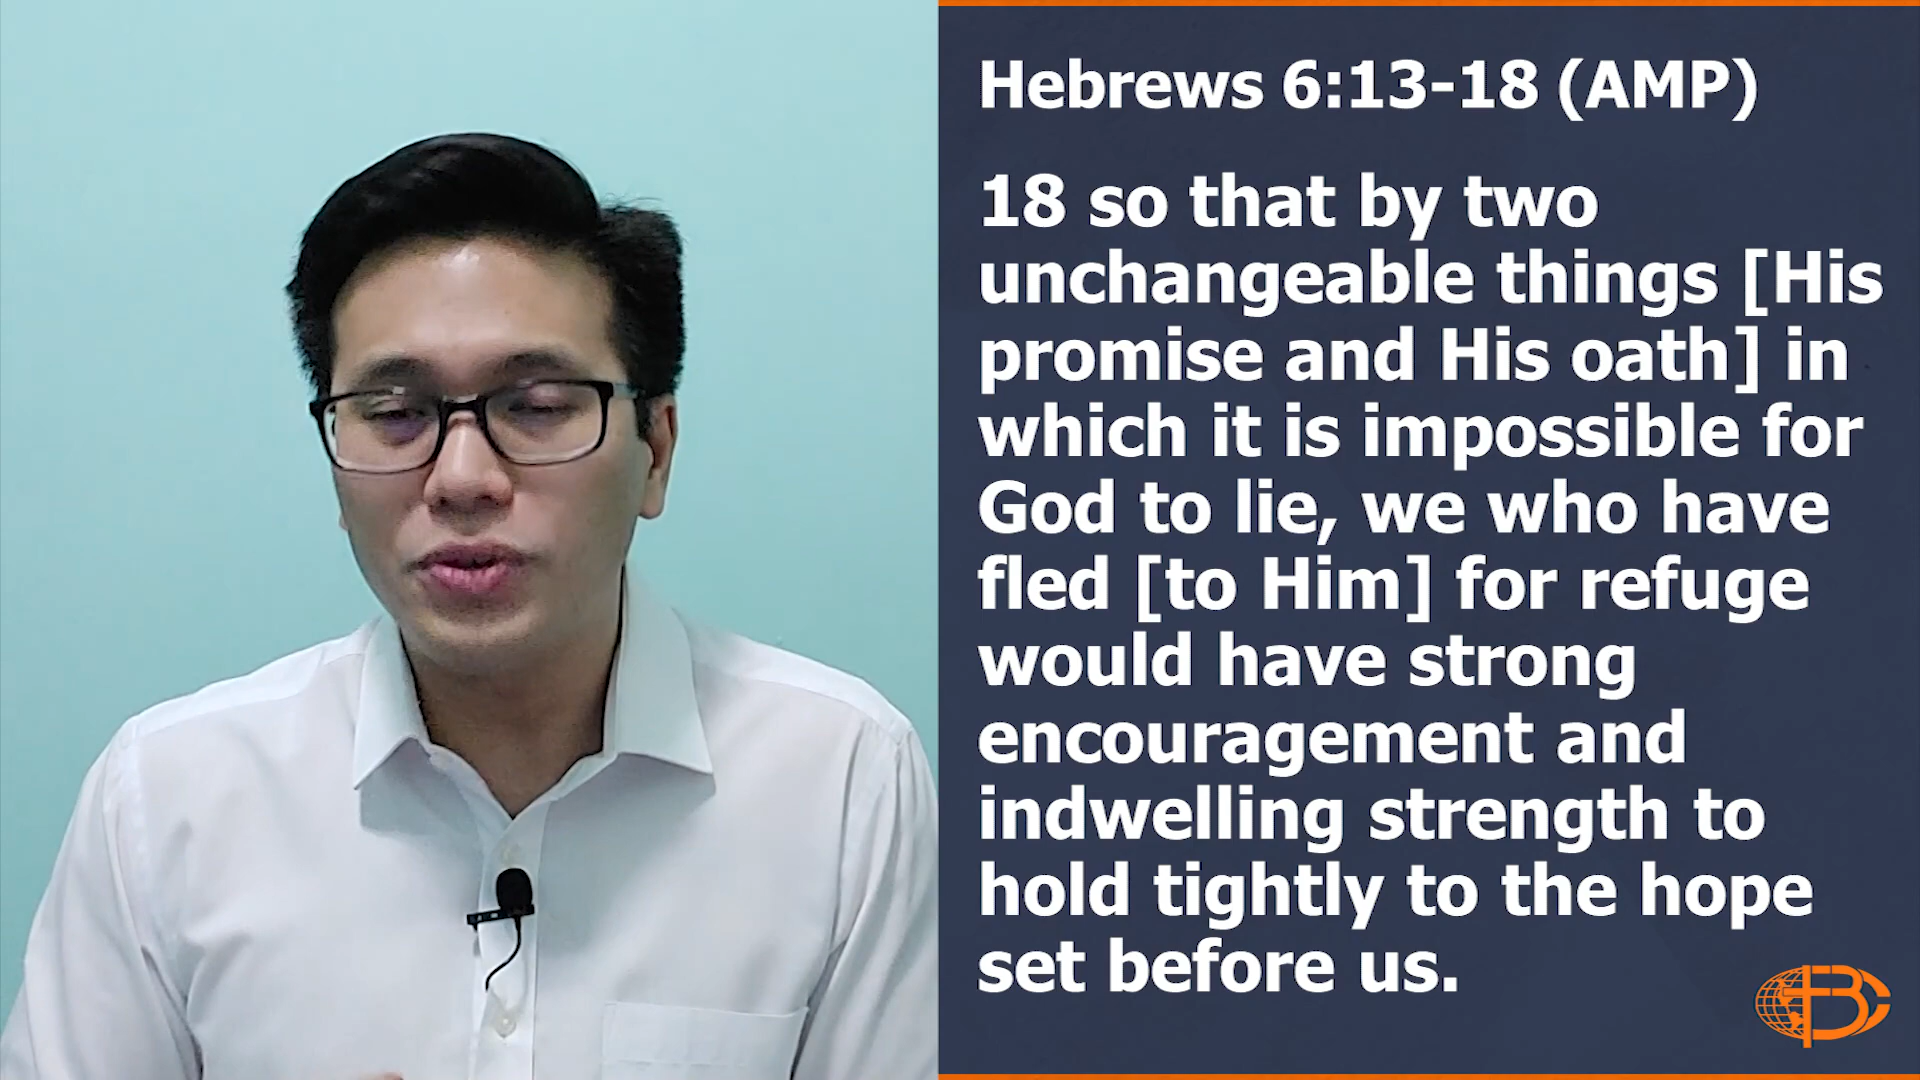 Hebrews 6:13-18 (AMP)
18 so that by two
unchangeable things [His
promise and His oath] in
which it is impossible for
God to lie, we who have
fled [to Him] for refuge
would have strong
encouragement and
indwelling strength to
hold tightly to the hope
set before us.